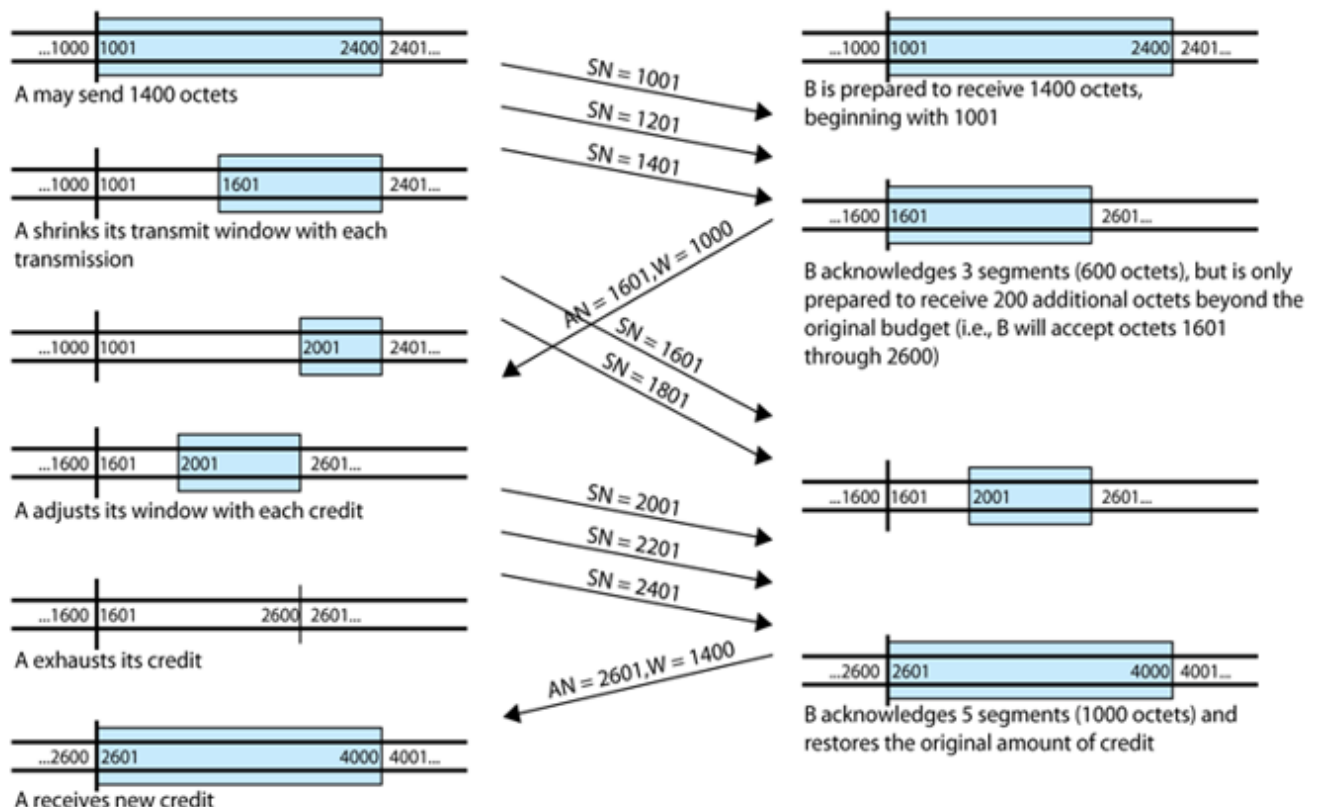 ...1000 1001 2400 2401...
A may send 1400 octets
...1000 1001 1601 2401...
A shrinks its transmit window with each
transmission
...1000 1001 2001 2401...
...1600 1601 2001 2601...
A adjusts its window with each credit
...1600 1601 2600 2601...
A exhausts its credit
...2600 2601 4000 4001...
A receives new credit
SN = 1001
SN = 1201
SN = 1401
AN = 1601,W = 1000
SN = 1601
SN = 1801
SN = 2001
SN = 2201
SN = 2401
AN = 2601,W = 1400
...1000 1001 2400 2401...
B is prepared to receive 1400 octets,
beginning with 1001
...1600 1601 2601...
B acknowledges 3 segments (600 octets), but is only
prepared to receive 200 additional octets beyond the
original budget (i.e., B will accept octets 1601
through 2600)
...1600 1601 2001 2601...
...2600 2601 4000 4001...
B acknowledges 5 segments (1000 octets) and
restores the original amount of credit